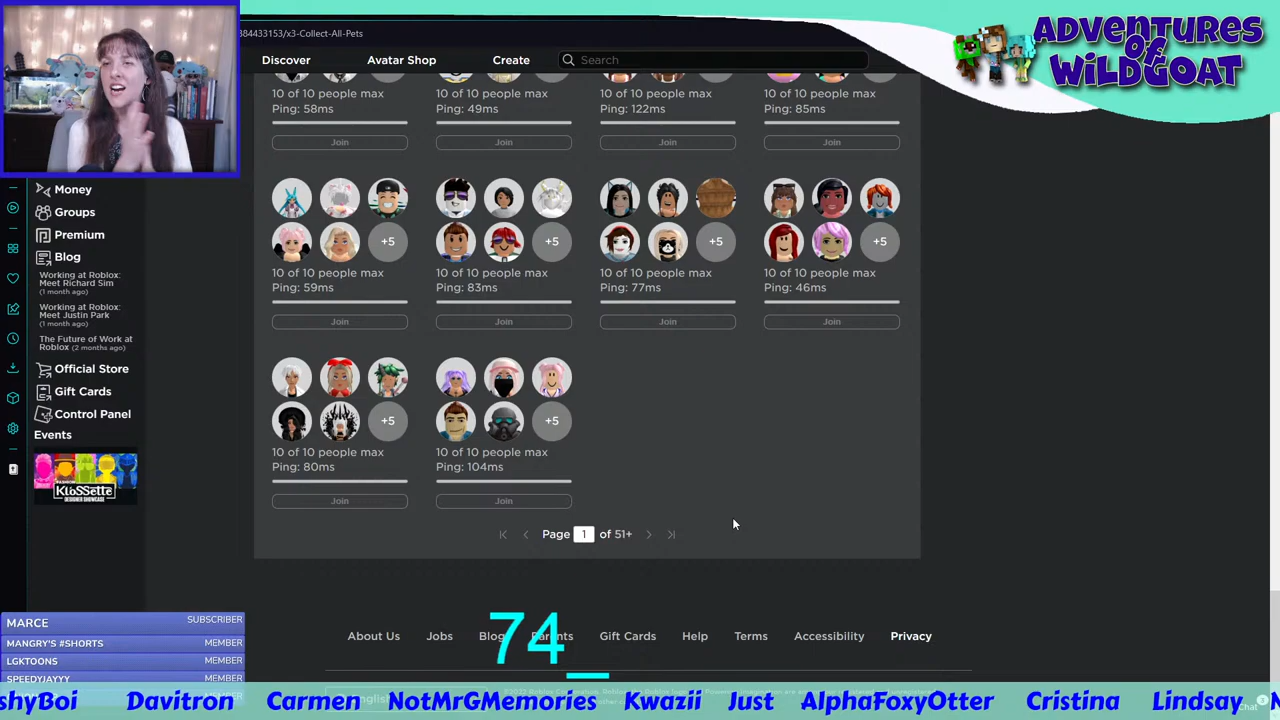 384433153/x3-Collect-All-Pets
ADVENTURES
OF
WILDGOAT
Discover Avatar Shop Create Search
10 of 10 people max 10 of 10 people max 10 of 10 people max 10 of 10 people max
Ping: 58ms Ping: 49ms Ping: 122ms Ping: 85ms
Join Join Join Join
Money
Groups
Premium
Blog
Working at Roblox:
Meet Richard Sim
(1 month ago)
Working at Roblox:
Meet Justin Park
(1 month ago)
The Future of Work at
Roblox (2 months ago)
Official Store
Gift Cards
Control Panel
Events
FASHION
KLOSSETTE
DESIGNER SHOWCASE
+5 +5 +5 +5
10 of 10 people max 10 of 10 people max 10 of 10 people max 10 of 10 people max
Ping: 59ms Ping: 83ms Ping: 77ms Ping: 46ms
Join Join Join Join
+5 +5
10 of 10 people max 10 of 10 people max
Ping: 80ms Ping: 104ms
Join Join
Page 1 of 51+
74_
About Us Jobs Blog Parents Gift Cards Help Terms Accessibility Privacy
MARCE SUBSCRIBER
MANGRY'S #SHORTS MEMBER
LGKTOONS MEMBER
SPEEDYJAYYY MEMBER
shyBoi Davitron Carmen NotMrGMemories Kwazii Just AlphaFoxyOtter Cristina Lindsay
Chat